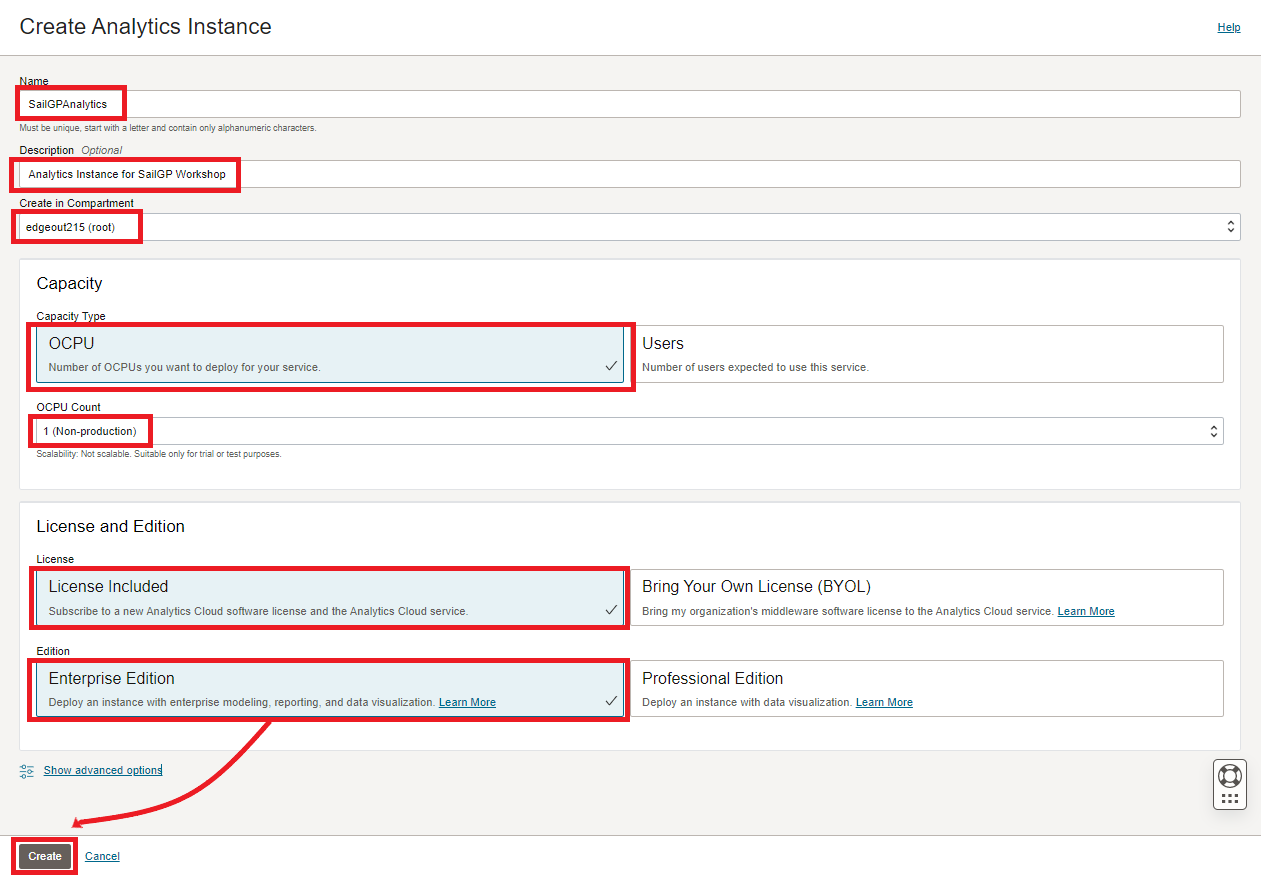 Create Analytics Instance
Help
Name
SailGPAnalytics
Must be unique, start with a letter and contain only alphanumeric characters.
Description Optional
Analytics Instance for SailGP Workshop
Create in Compartment
edgeout215 (root)
Capacity
Capacity Type
OCPU
Number of OCPUs you want to deploy for your service.
Users
Number of users expected to use this service.
OCPU Count
1 (Non-production)
Scalability: Not scalable. Suitable only for trial or test purposes.
License and Edition
License
License Included
Subscribe to a new Analytics Cloud software license and the Analytics Cloud service.
Bring Your Own License (BYOL)
Bring my organization's middleware software license to the Analytics Cloud service. Learn More
Edition
Enterprise Edition
Deploy an instance with enterprise modeling, reporting, and data visualization. Learn More
Professional Edition
Deploy an instance with data visualization. Learn More
Show advanced options
Create
Cancel